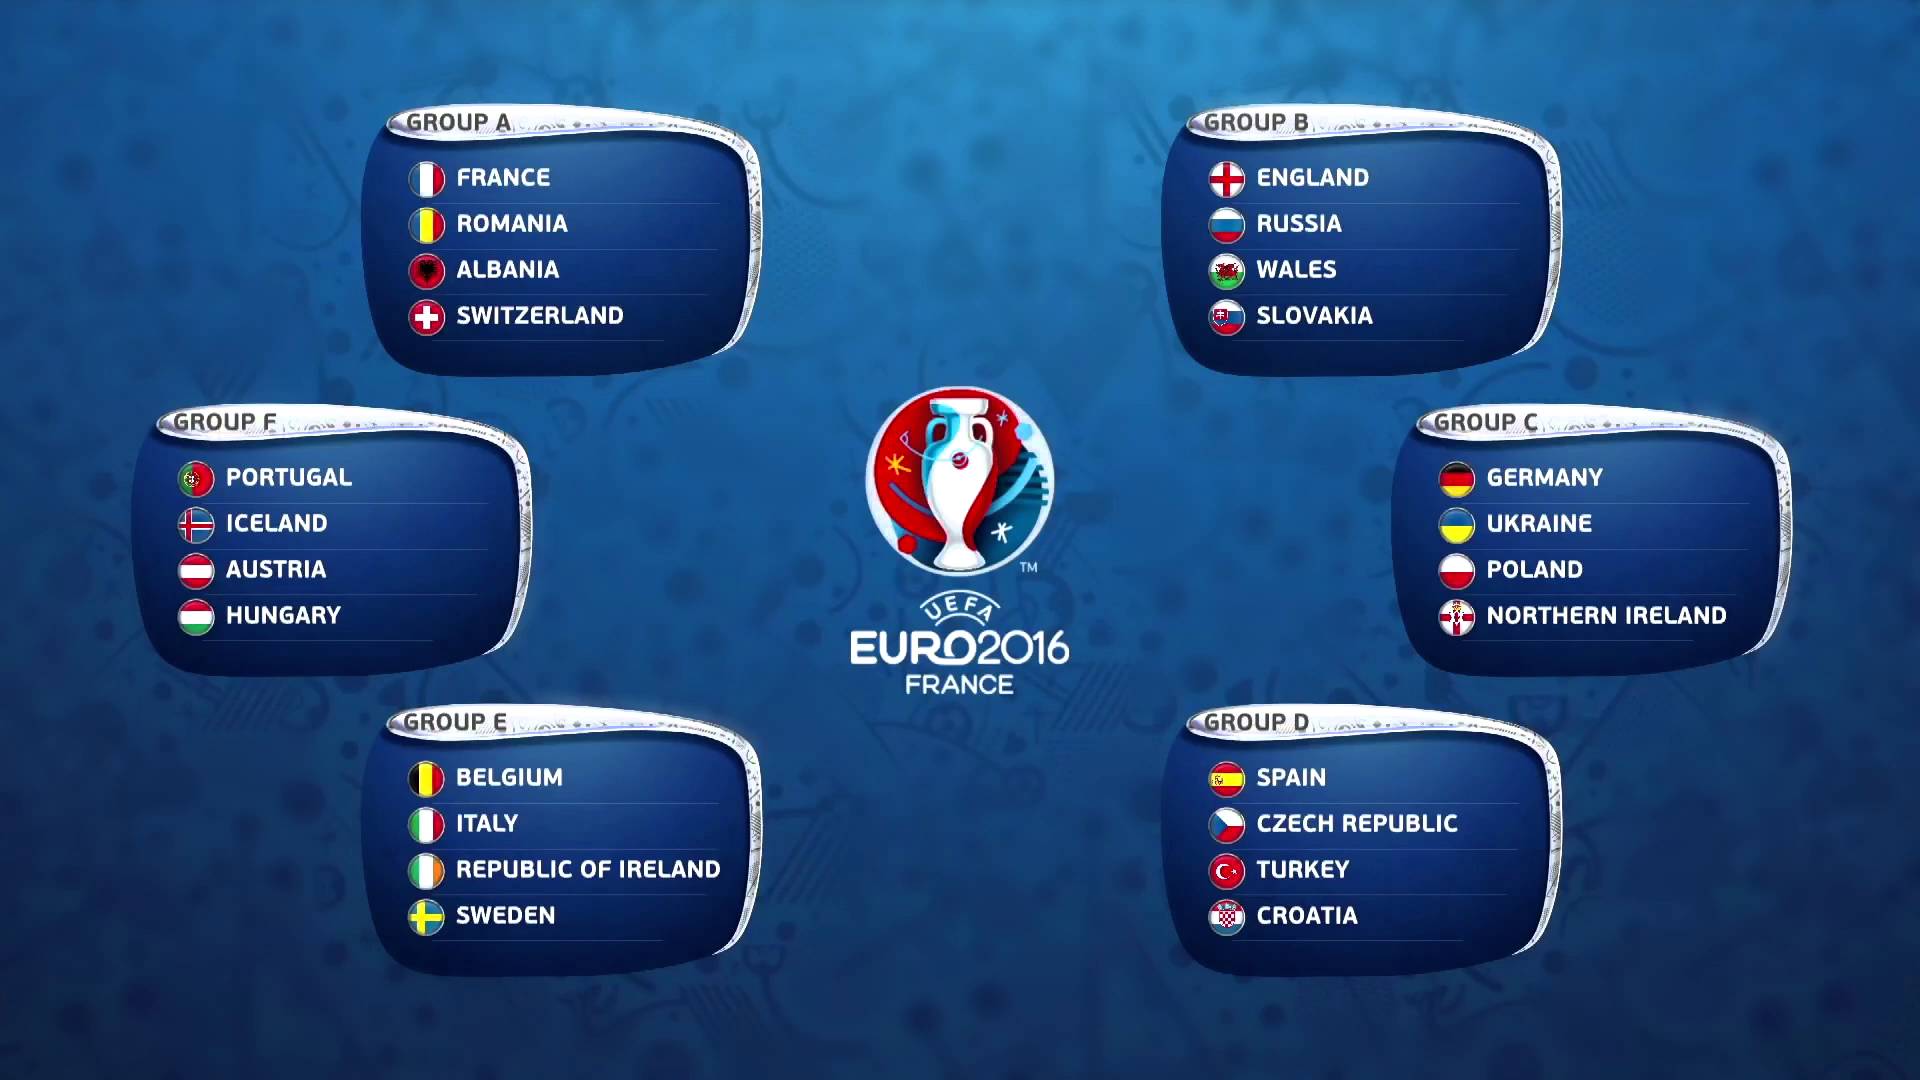 GROUP A
FRANCE
ROMANIA
ALBANIA
SWITZERLAND
GROUP B
ENGLAND
RUSSIA
WALES
SLOVAKIA
GROUP F
PORTUGAL
ICELAND
AUSTRIA
HUNGARY
TM
UEFA
EURO2016
FRANCE
GROUP C
GERMANY
UKRAINE
POLAND
NORTHERN IRELAND
GROUP E
BELGIUM
ITALY
REPUBLIC OF IRELAND
SWEDEN
GROUP D
SPAIN
CZECH REPUBLIC
TURKEY
CROATIA